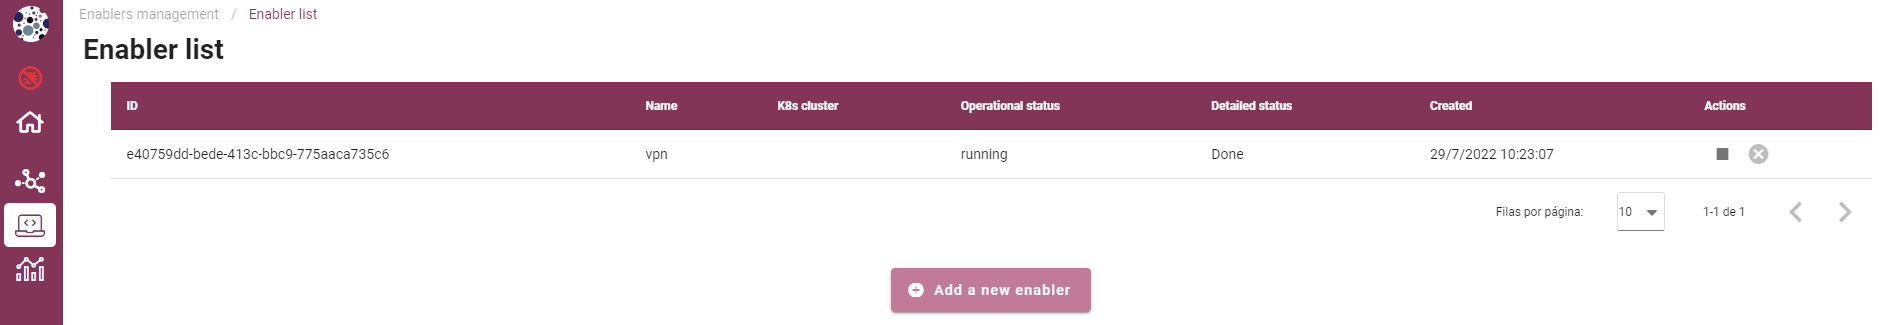 Enablers management / Enabler list
Enabler list
ID Name K8s cluster Operational status Detailed status Created Actions
e40759dd-bede-413c-bbc9-775aaca735c6 vpn running Done 29/7/2022 10:23:07
Filas por página: 10 1-1 de 1
Add a new enabler